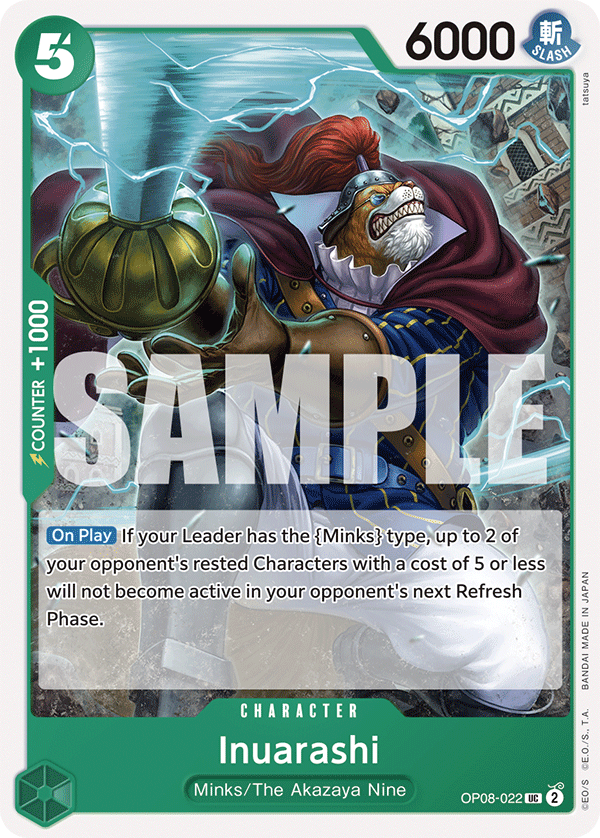 5
6000
斬
SLASH
tatsuya
COUNTER +1000
SAMPLE
On Play If your Leader has the {Minks} type, up to 2 of
your opponent's rested Characters with a cost of 5 or less
will not become active in your opponent's next Refresh
Phase.
CHARACTER
Inuarashi
Minks/The Akazaya Nine
OP08-022 UC 2
©EO/S ©E.O./S., T.A. BANDAI MADE IN JAPAN